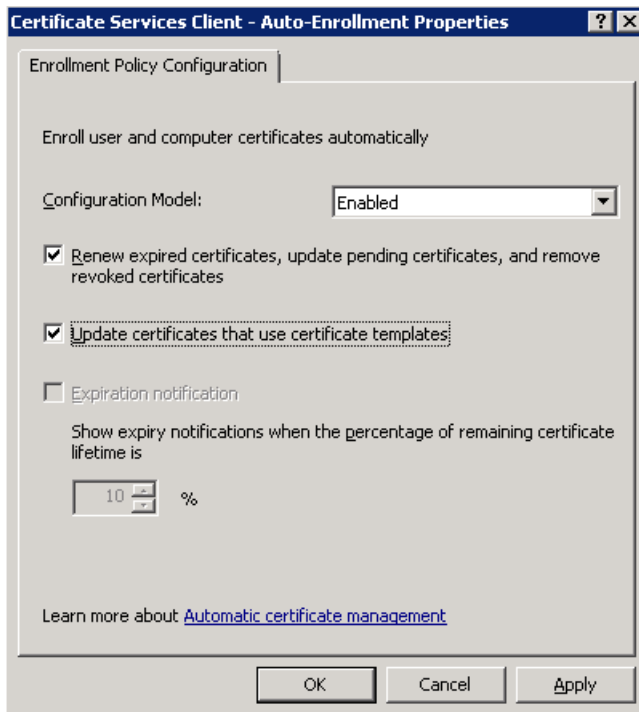 Certificate Services Client - Auto-Enrollment Properties
Enrollment Policy Configuration
Enroll user and computer certificates automatically
Configuration Model:
Enabled
Renew expired certificates, update pending certificates, and remove
revoked certificates
Update certificates that use certificate templates
Expiration notification
Show expiry notifications when the percentage of remaining certificate
lifetime is
10 %
Learn more about Automatic certificate management
OK Cancel Apply